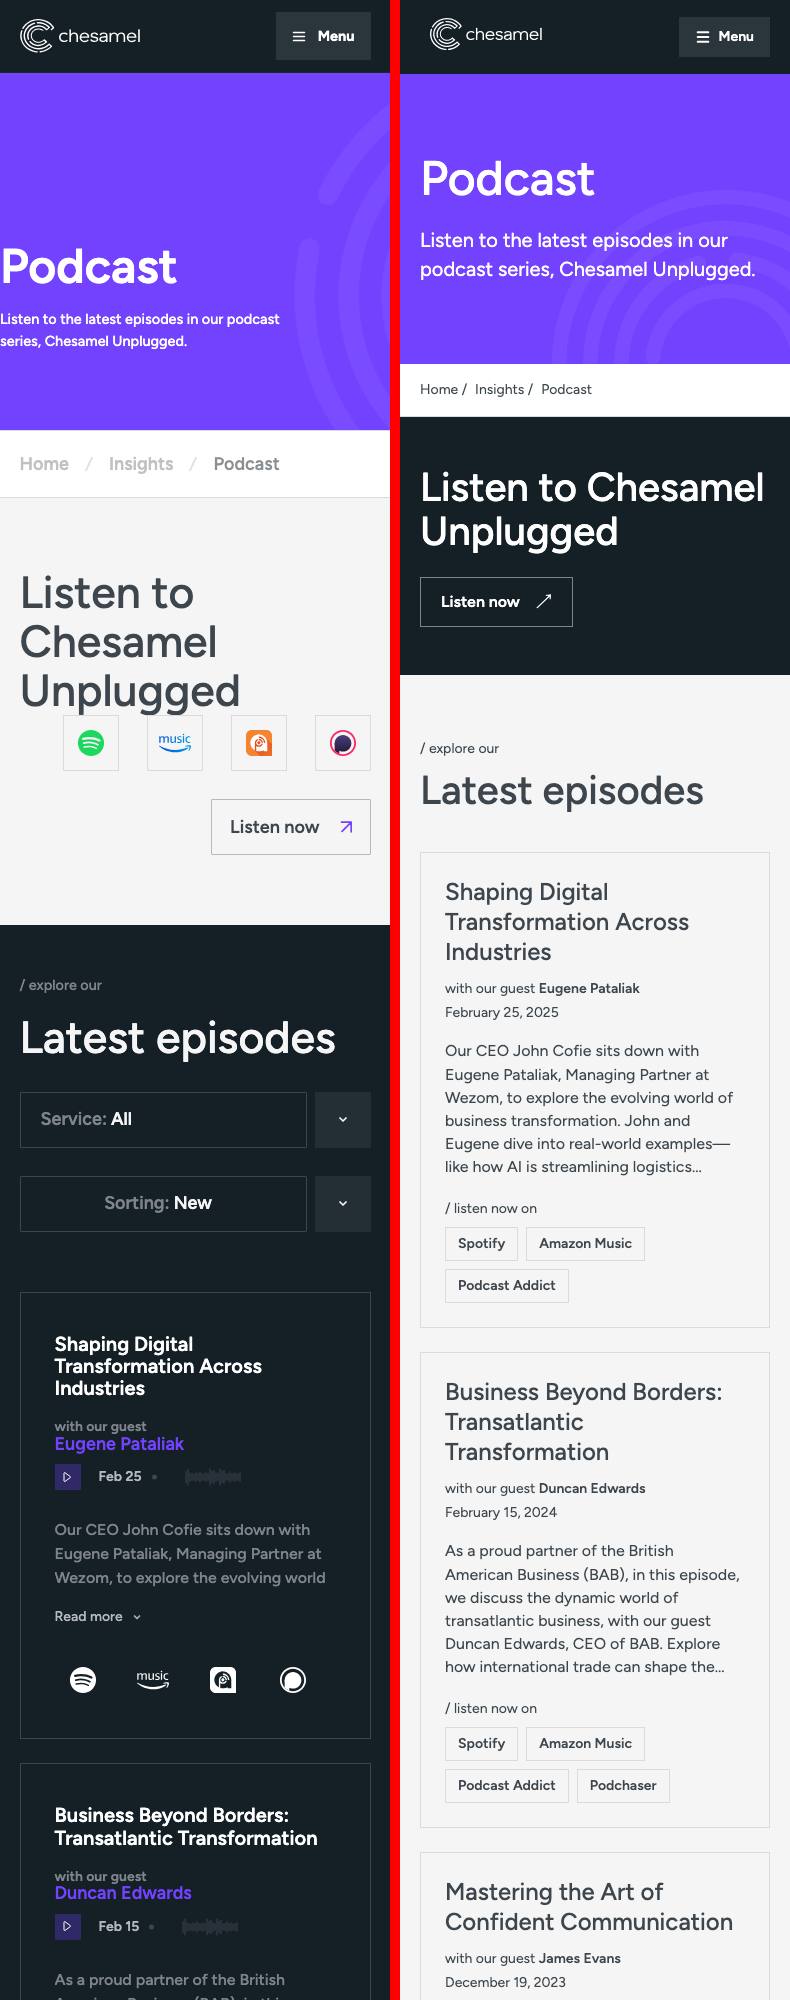 chesamel
Menu
Podcast
Listen to the latest episodes in our podcast
series, Chesamel Unplugged.
Home / Insights / Podcast
Listen to
Chesamel
Unplugged
music
Listen now
/ explore our
Latest episodes
Service: All
Sorting: New
Shaping Digital
Transformation Across
Industries
with our guest
Eugene Pataliak
Feb 25
Our CEO John Cofie sits down with
Eugene Pataliak, Managing Partner at
Wezom, to explore the evolving world
Read more
music
Business Beyond Borders:
Transatlantic Transformation
with our guest
Duncan Edwards
Feb 15
As a proud partner of the British
chesamel
Menu
Podcast
Listen to the latest episodes in our
podcast series, Chesamel Unplugged.
Home / Insights / Podcast
Listen to Chesamel
Unplugged
Listen now
/ explore our
Latest episodes
Shaping Digital
Transformation Across
Industries
with our guest Eugene Pataliak
February 25, 2025
Our CEO John Cofie sits down with
Eugene Pataliak, Managing Partner at
Wezom, to explore the evolving world of
business transformation. John and
Eugene dive into real-world examples—
like how AI is streamlining logistics...
/ listen now on
Spotify
Amazon Music
Podcast Addict
Business Beyond Borders:
Transatlantic
Transformation
with our guest Duncan Edwards
February 15, 2024
As a proud partner of the British
American Business (BAB), in this episode,
we discuss the dynamic world of
transatlantic business, with our guest
Duncan Edwards, CEO of BAB. Explore
how international trade can shape the...
/ listen now on
Spotify
Amazon Music
Podcast Addict
Podchaser
Mastering the Art of
Confident Communication
with our guest James Evans
December 19, 2023